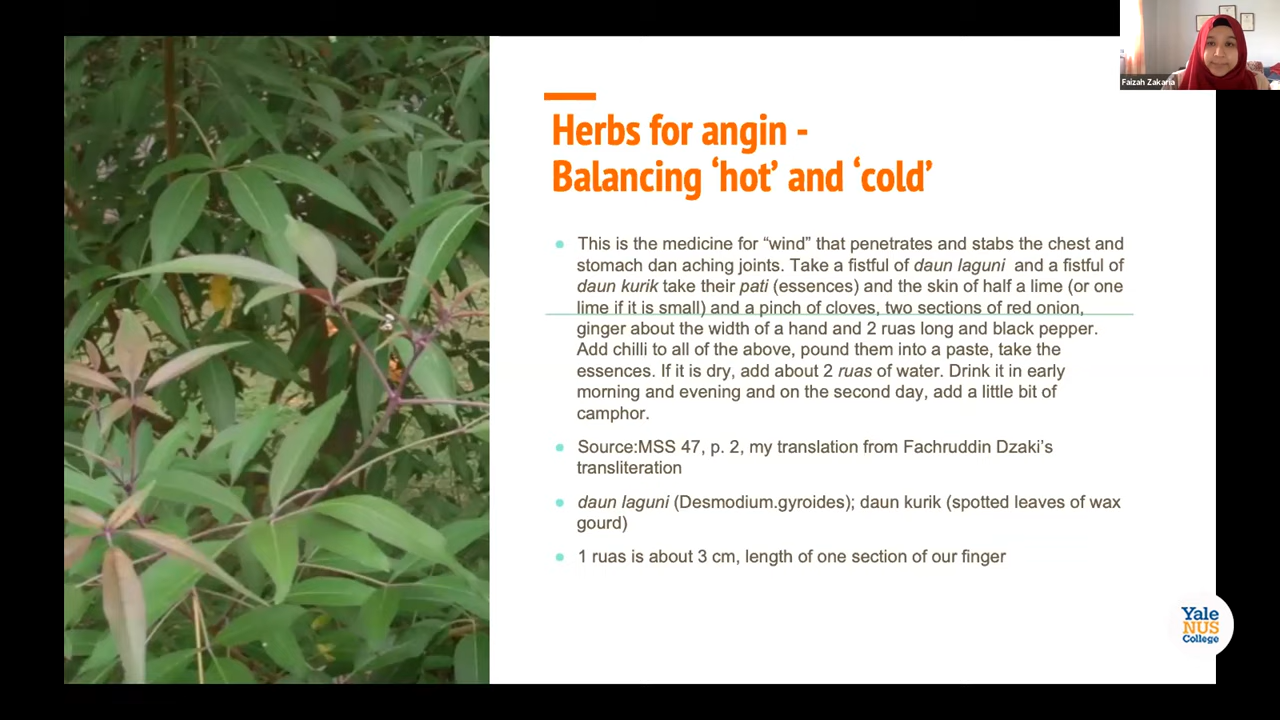 Faizah Zakaria
Herbs for angin -
Balancing ‘hot’ and ‘cold’
This is the medicine for “wind” that penetrates and stabs the chest and
stomach dan aching joints. Take a fistful of daun laguni and a fistful of
daun kurik take their pati (essences) and the skin of half a lime (or one
lime if it is small) and a pinch of cloves, two sections of red onion,
ginger about the width of a hand and 2 ruas long and black pepper.
Add chilli to all of the above, pound them into a paste, take the
essences. If it is dry, add about 2 ruas of water. Drink it in early
morning and evening and on the second day, add a little bit of
camphor.
Source:MSS 47, p. 2, my translation from Fachruddin Dzaki’s
transliteration
daun laguni (Desmodium.gyroides); daun kurik (spotted leaves of wax
gourd)
1 ruas is about 3 cm, length of one section of our finger
Yale
NUS
College